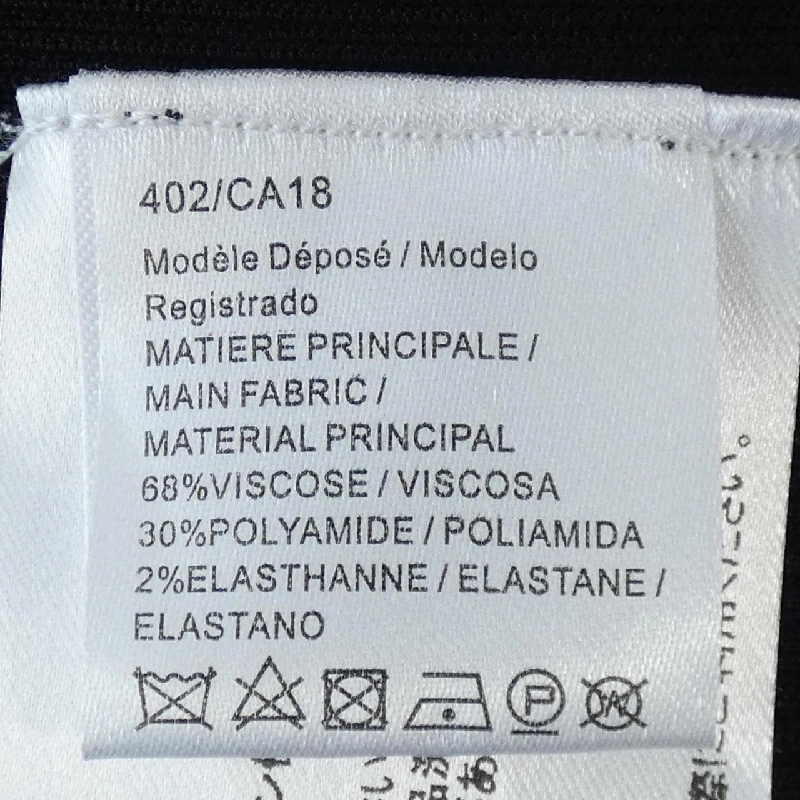 402/CA18
Modèle Déposé / Modelo
Registrado
MATIERE PRINCIPALE /
MAIN FABRIC /
MATERIAL PRINCIPAL
68%VISCOSE / VISCOSA
30%POLYAMIDE / POLIAMIDA
2%ELASTHANNE / ELASTANE /
ELASTANO
P
W